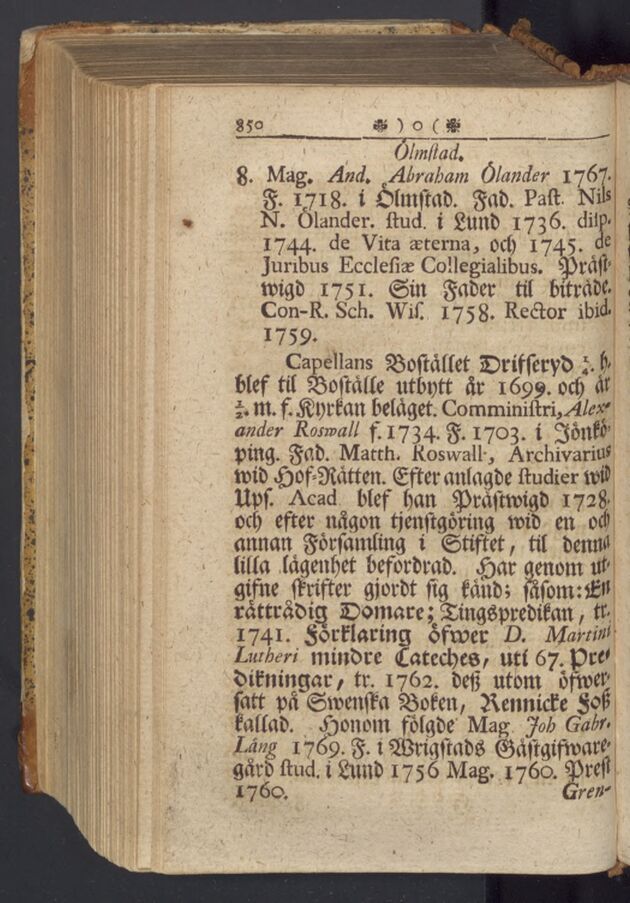 850 ) o (
Ölmstad.
8. Mag. And. Abraham Ölander 1767.
F. 1718. i Ölmstad. Fad. Past. Nils
N. Ölander. stud. i Lund 1736. disp.
1744. de Vita æterna, och 1745. de
Juribus Ecclesiæ Collegialibus. Präst-
wigd 1751. Sin Fader til biträde.
Con-R. Sch. Wis. 1758. Rector ibid.
1759.
Capellans Bostället Drifseryd ½. h.
blef til Boställe utbytt år 1699. och är
½. m. f. Kyrkan beläget. Comministri, Alex-
ander Roswall f. 1734. F. 1703. i Jönkö-
ping. Fad. Matth. Roswall, Archivarius
wid Hof-Rätten. Efter anlagde studier wid
Ups. Acad blef han Prästwigd 1728.
och efter någon tjenstgöring wid en och
annan Församling i Stiftet, til denna
lilla lägenhet befordrad. Har genom ut-
gifne skrifter gjordt sig känd; såsom: En
rättrådig Domare; Tingspredikan, tr.
1741. Förklaring öfwer D. Martini
Lutheri mindre Cateches, uti 67. Pre-
dikningar, tr. 1762. deß utom öfwer-
satt på Swenska Boken, Rennicke Foß
kallad. Honom fölgde Mag Joh Gabr.
Lång 1769. F. i Wrigstads Gästgifware-
gård stud. i Lund 1756 Mag. 1760. Prest
1760.
Gren-